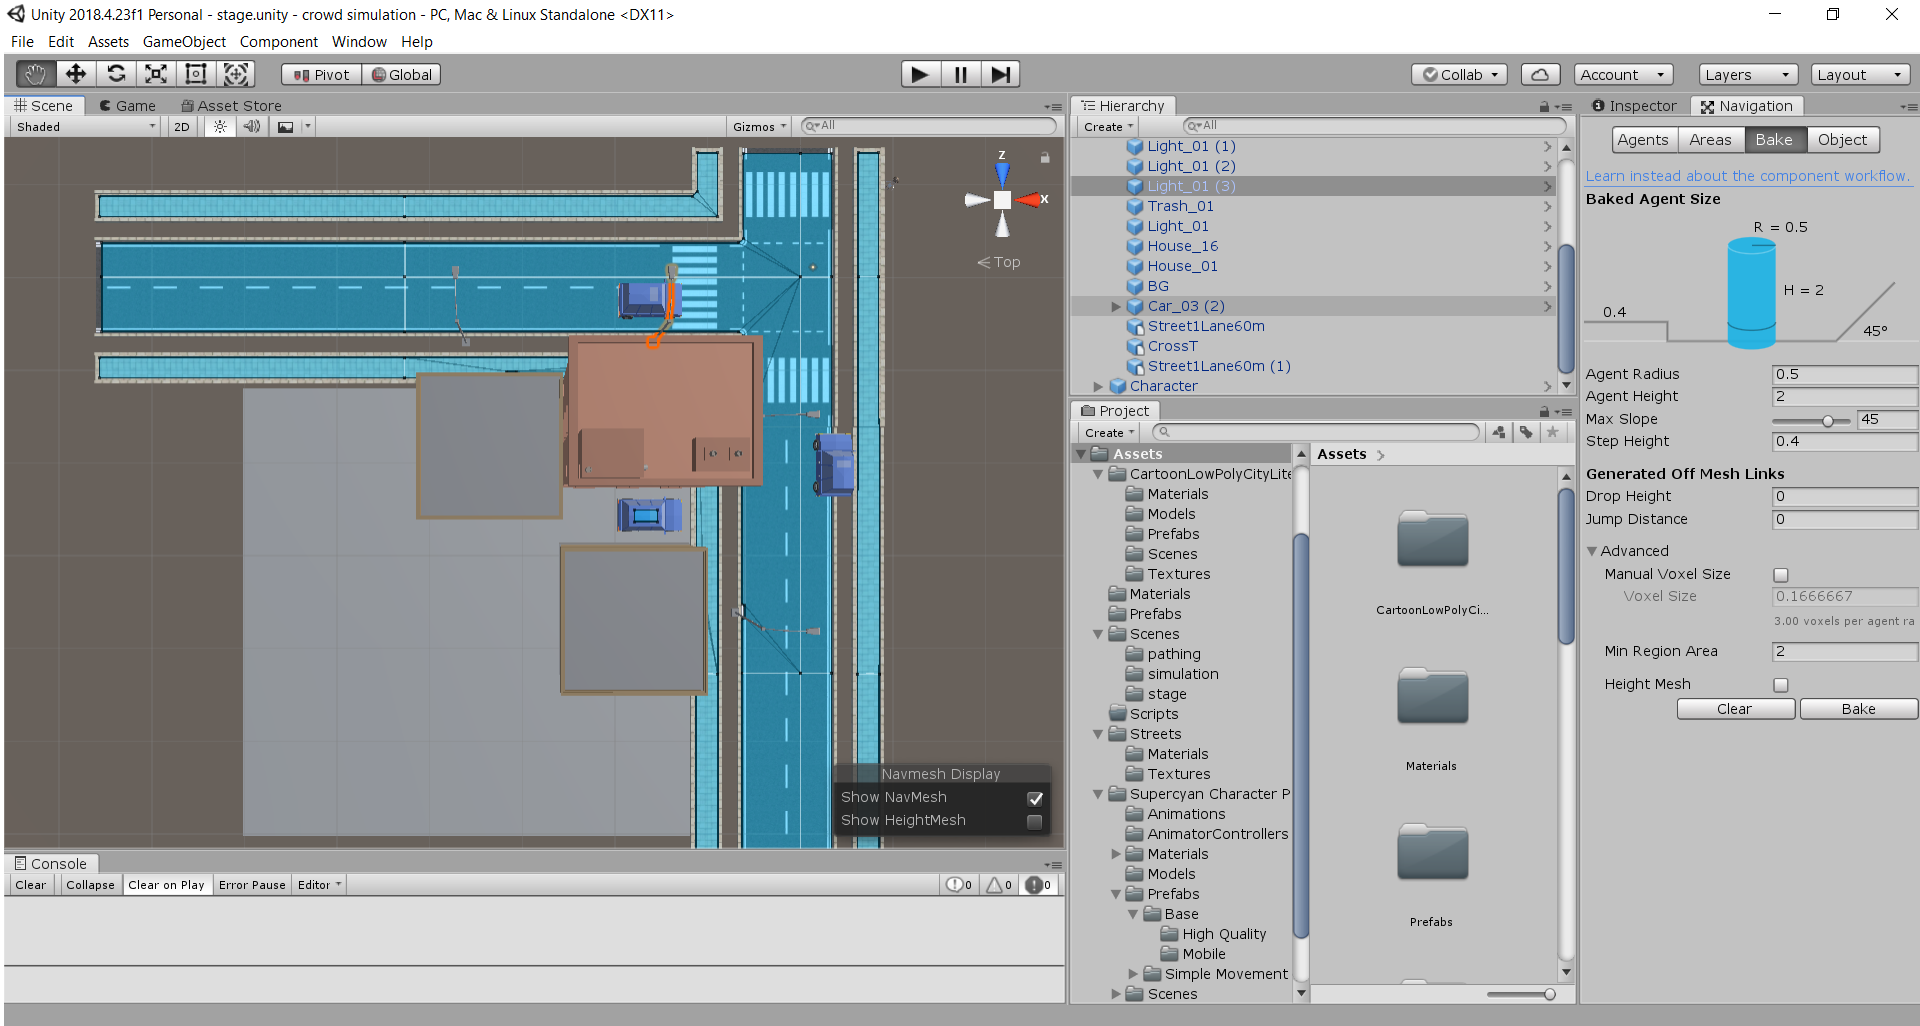 Unity 2018.4.23f1 Personal - stage.unity - crowd simulation - PC, Mac & Linux Standalone <DX11>
File Edit Assets GameObject Component Window Help
Pivot Global Collab Account Layers Layout
Scene Game Asset Store
Shaded 2D Gizmos All
z
x
Top
Navmesh Display
Show NavMesh
Show HeightMesh
Console
Clear Collapse Clear on Play Error Pause Editor 0 0 0
Hierarchy
Create All
Light_01 (1)
Light_01 (2)
Light_01 (3)
Trash_01
Light_01
House_16
House_01
BG
Car_03 (2)
Street1Lane60m
CrossT
Street1Lane60m (1)
Character
Project
Create
Assets
CartoonLowPolyCityLite
Materials
Models
Prefabs
Scenes
Textures
Materials
Prefabs
Scenes
pathing
simulation
stage
Scripts
Streets
Materials
Textures
Supercyan Character P
Animations
AnimatorControllers
Materials
Models
Prefabs
Base
High Quality
Mobile
Simple Movement
Scenes
Assets
CartoonLowPolyCi...
Materials
Prefabs
Inspector Navigation
Agents Areas Bake Object
Learn instead about the component workflow.
Baked Agent Size
R = 0.5
H = 2
0.4
45°
Agent Radius 0.5
Agent Height 2
Max Slope 45
Step Height 0.4
Generated Off Mesh Links
Drop Height 0
Jump Distance 0
Advanced
Manual Voxel Size
Voxel Size 0.1666667
3.00 voxels per agent ra
Min Region Area 2
Height Mesh
Clear Bake